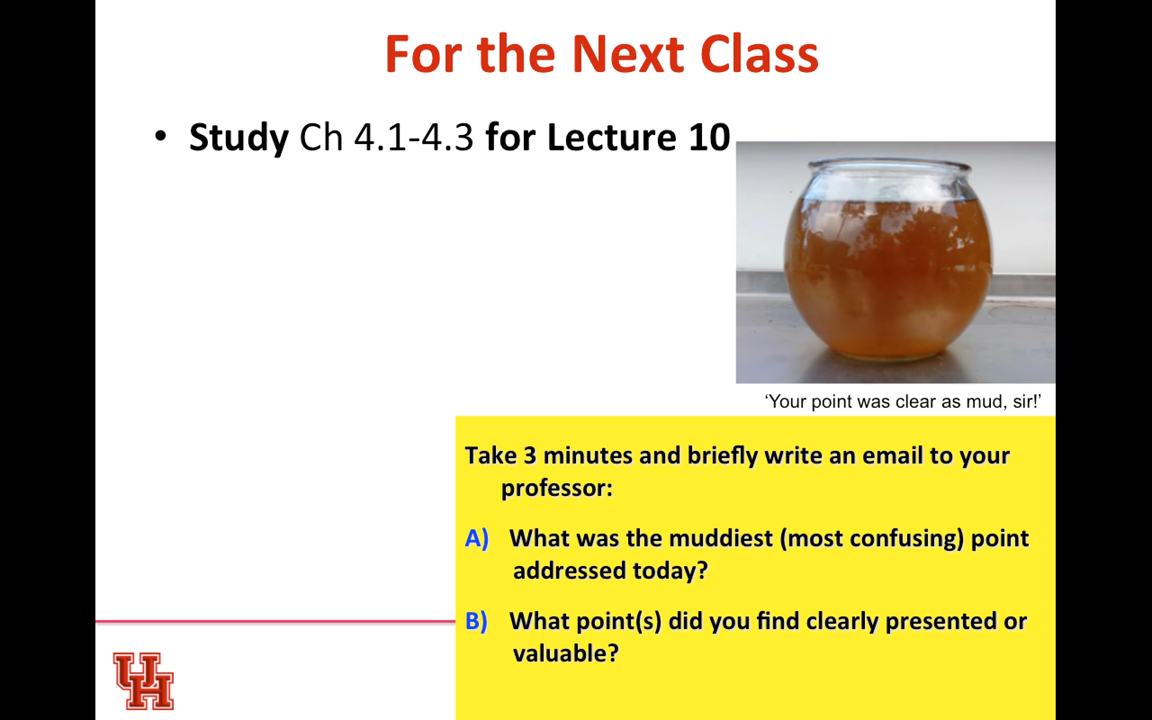 For the Next Class
• Study Ch 4.1-4.3 for Lecture 10
‘Your point was clear as mud, sir!’
Take 3 minutes and briefly write an email to your
professor:
A) What was the muddiest (most confusing) point
addressed today?
B) What point(s) did you find clearly presented or
valuable?
UH